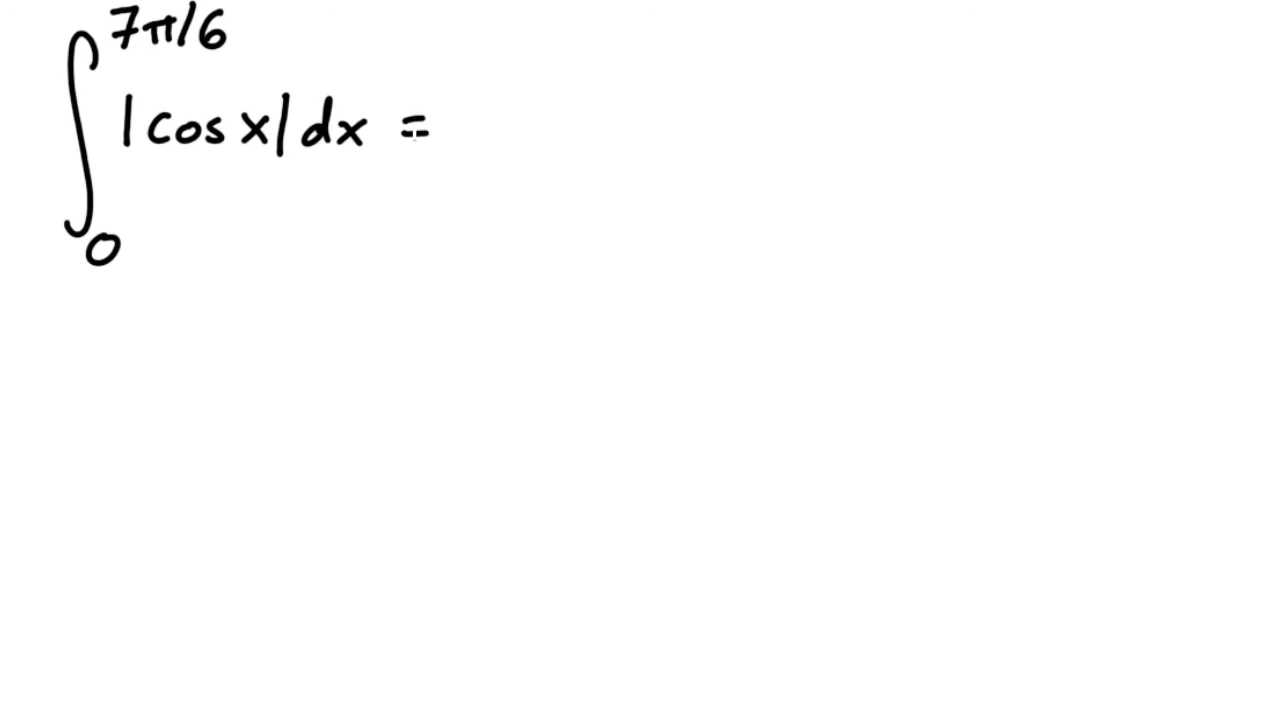 ∫₀^{7π/6} |cos x| dx =